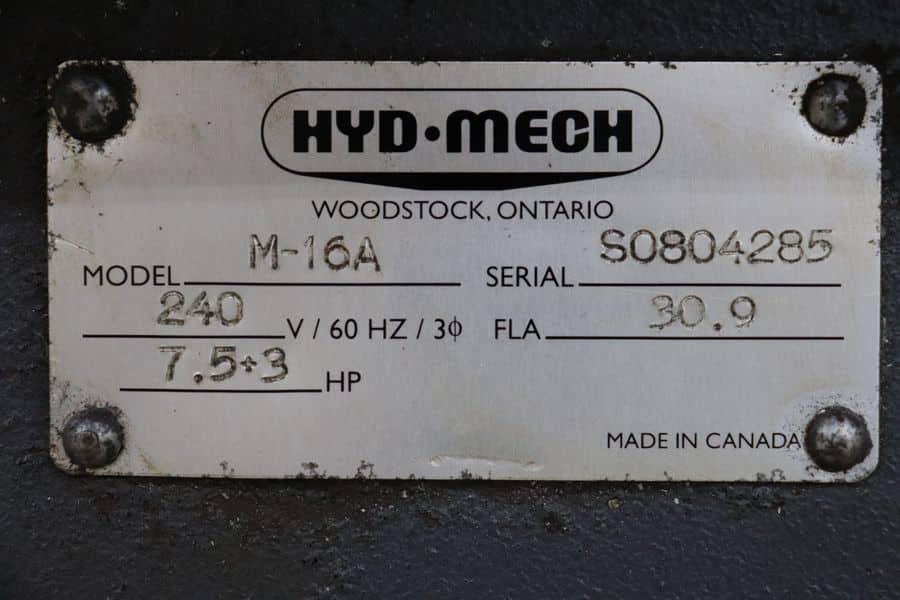 HYD•MECH
WOODSTOCK, ONTARIO
MODEL M-16A SERIAL S0804285
240 V / 60 HZ / 3ϕ FLA 30.9
7.5+3 HP
MADE IN CANADA